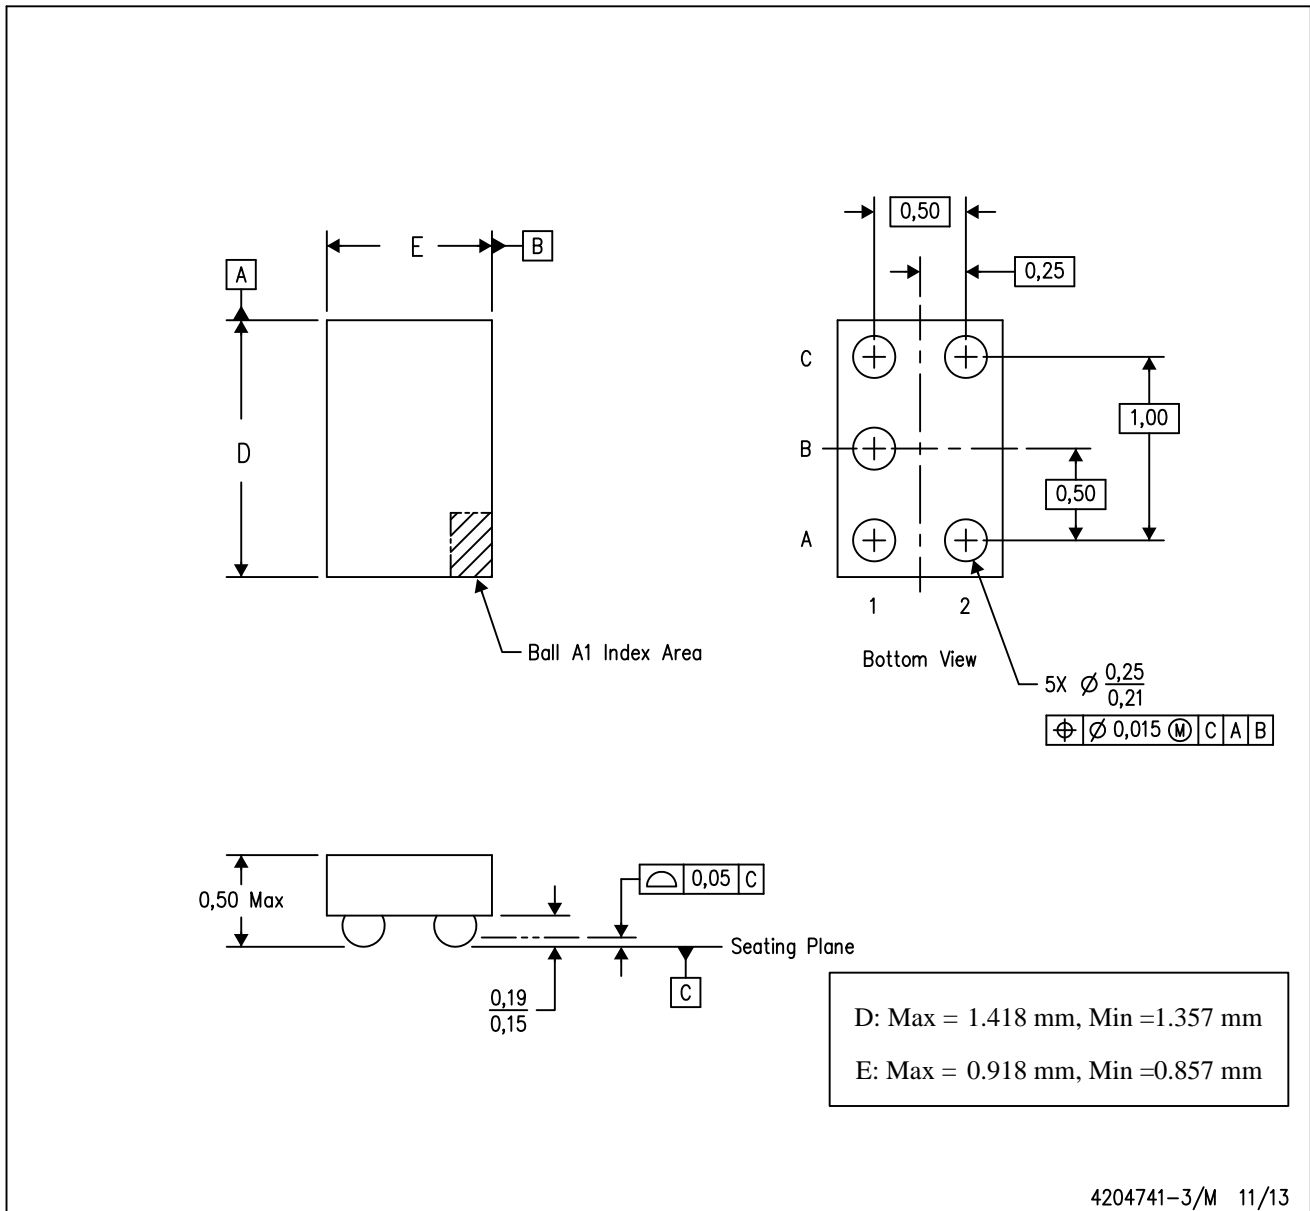 0,50
E
B
0,25
A
C
1,00
D
B
0,50
A
1 2
Ball A1 Index Area
Bottom View
5X Ø 0,25
0,21
⌖ Ø 0,015 Ⓜ C A B
0,05 C
0,50 Max
Seating Plane
0,19
0,15
C
D: Max = 1.418 mm, Min =1.357 mm
E: Max = 0.918 mm, Min =0.857 mm
4204741-3/M 11/13